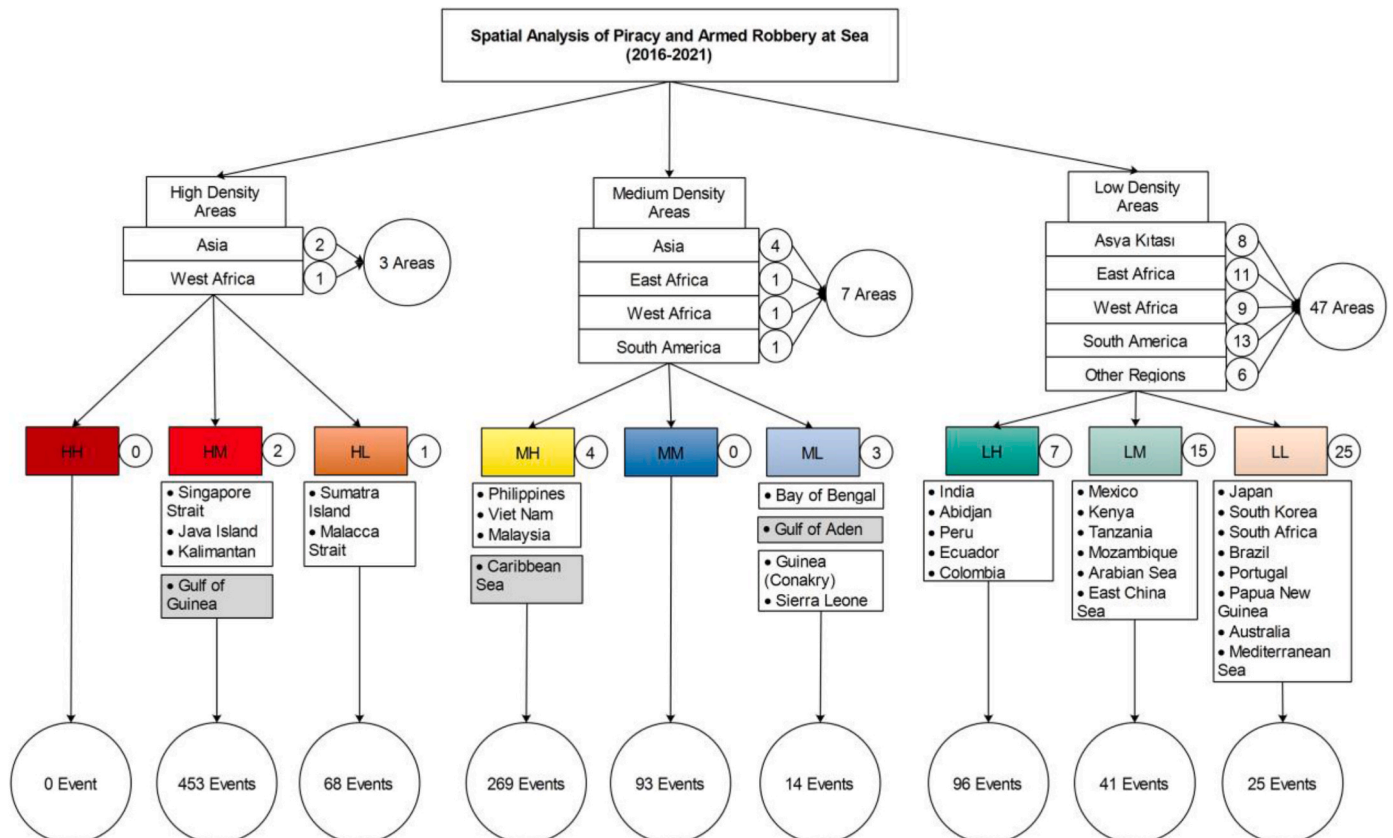 Spatial Analysis of Piracy and Armed Robbery at Sea
(2016-2021)
High Density
Areas
Asia
2
West Africa
1
3 Areas
Medium Density
Areas
Asia
4
East Africa
1
West Africa
1
South America
1
7 Areas
Low Density
Areas
Asya Kıtası
8
East Africa
11
West Africa
9
South America
13
Other Regions
6
47 Areas
HH
0
HM
2
HL
1
MH
4
MM
0
ML
3
LH
7
LM
15
LL
25
• Singapore
Strait
• Java Island
• Kalimantan
• Gulf of
Guinea
• Sumatra
Island
• Malacca
Strait
• Philippines
• Viet Nam
• Malaysia
• Caribbean
Sea
• Bay of Bengal
• Gulf of Aden
• Guinea
(Conakry)
• Sierra Leone
• India
• Abidjan
• Peru
• Ecuador
• Colombia
• Mexico
• Kenya
• Tanzania
• Mozambique
• Arabian Sea
• East China
Sea
• Japan
• South Korea
• South Africa
• Brazil
• Portugal
• Papua New
Guinea
• Australia
• Mediterranean
Sea
0 Event
453 Events
68 Events
269 Events
93 Events
14 Events
96 Events
41 Events
25 Events